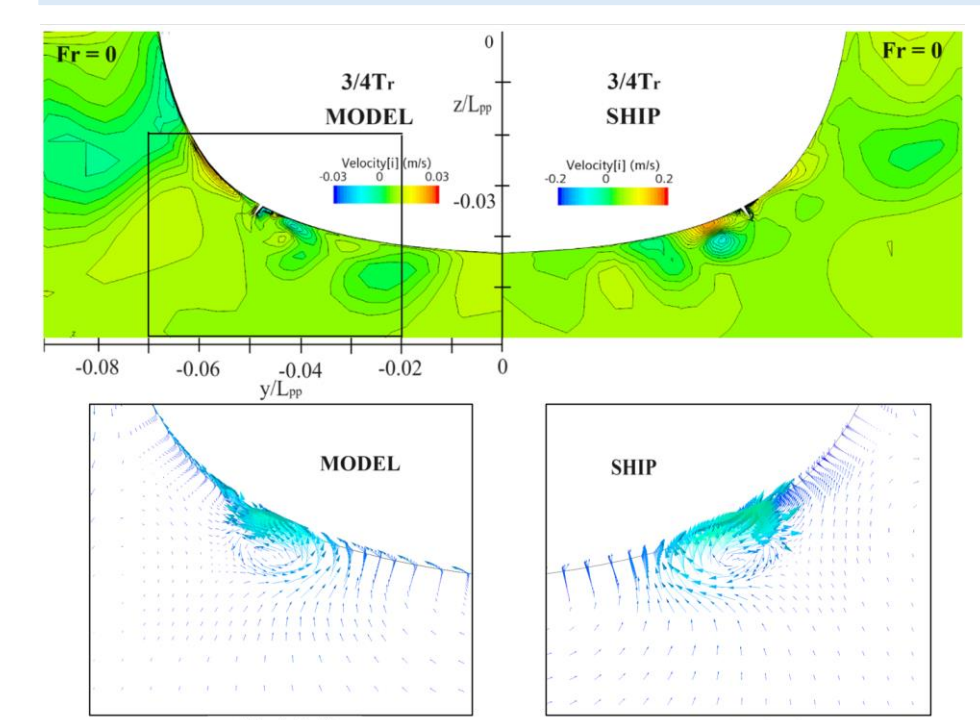 Fr = 0
Fr = 0
0
3/4Tr
MODEL
z/Lpp
3/4Tr
SHIP
Velocity[i] (m/s)
-0.03 0 0.03
-0.03
Velocity[i] (m/s)
-0.2 0 0.2
z
-0.08 -0.06 -0.04 -0.02 0
y/Lpp
MODEL
SHIP